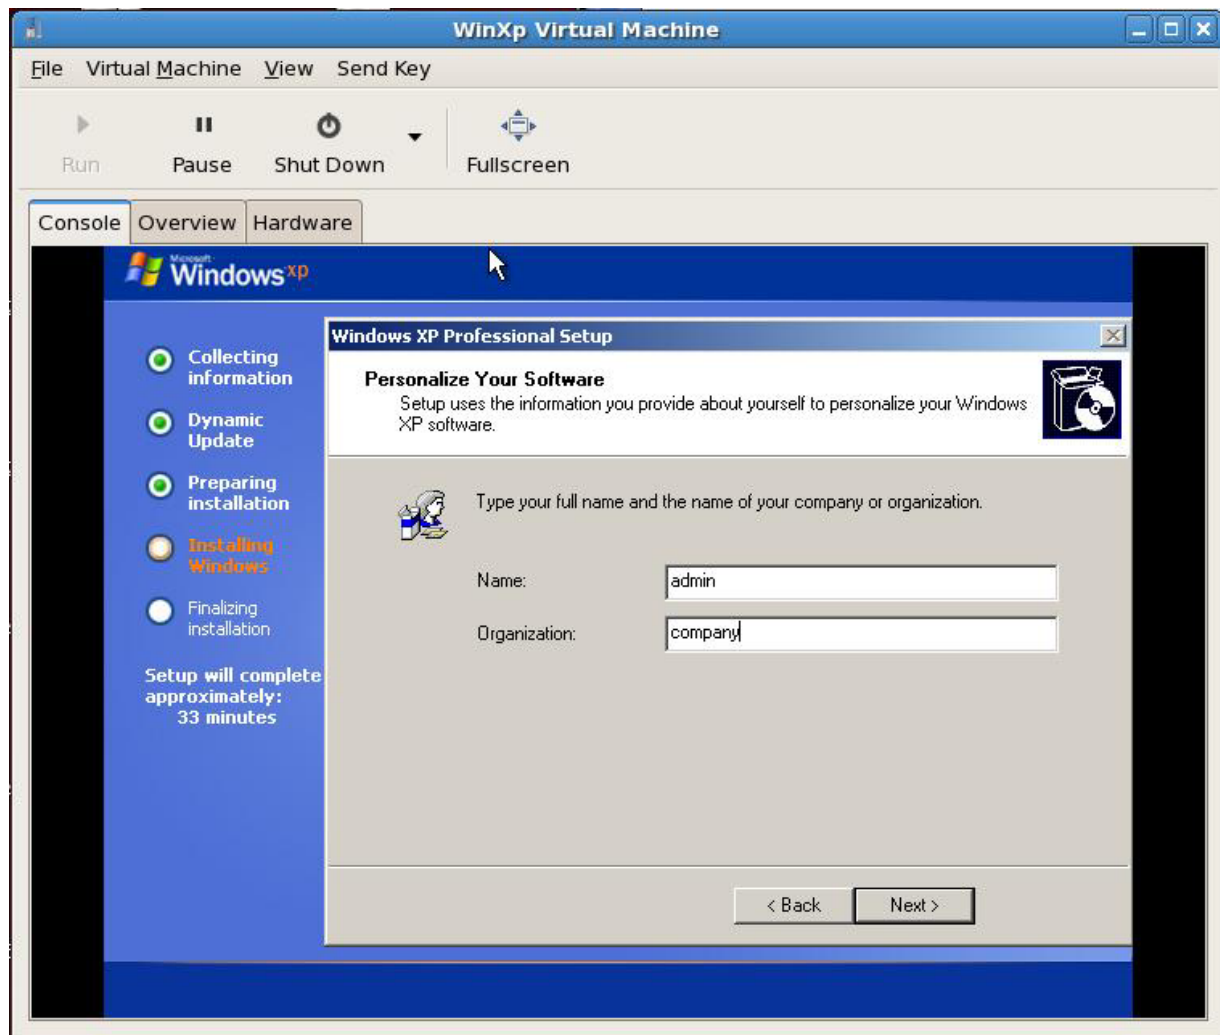 WinXp Virtual Machine
File Virtual Machine View Send Key
Run Pause Shut Down Fullscreen
Console Overview Hardware
Microsoft
Windows xp
Windows XP Professional Setup
Personalize Your Software
Setup uses the information you provide about yourself to personalize your Windows
XP software.
Collecting
information
Dynamic
Update
Preparing
installation
Installing
Windows
Finalizing
installation
Setup will complete
approximately:
33 minutes
Type your full name and the name of your company or organization.
Name: admin
Organization: company
< Back Next >